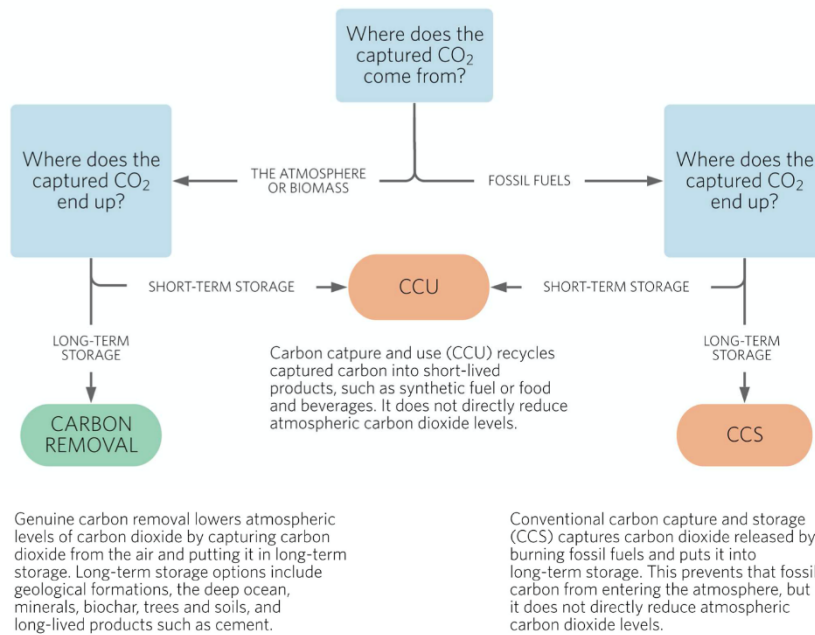 Where does the
captured CO₂
come from?
Where does the
captured CO₂
end up?
THE ATMOSPHERE
OR BIOMASS
FOSSIL FUELS
Where does the
captured CO₂
end up?
SHORT-TERM STORAGE
CCU
SHORT-TERM STORAGE
LONG-TERM
STORAGE
LONG-TERM
STORAGE
Carbon catpure and use (CCU) recycles
captured carbon into short-lived
products, such as synthetic fuel or food
and beverages. It does not directly reduce
atmospheric carbon dioxide levels.
CARBON
REMOVAL
CCS
Genuine carbon removal lowers atmospheric
levels of carbon dioxide by capturing carbon
dioxide from the air and putting it in long-term
storage. Long-term storage options include
geological formations, the deep ocean,
minerals, biochar, trees and soils, and
long-lived products such as cement.
Conventional carbon capture and storage
(CCS) captures carbon dioxide released by
burning fossil fuels and puts it into
long-term storage. This prevents that fossil
carbon from entering the atmosphere, but
it does not directly reduce atmospheric
carbon dioxide levels.